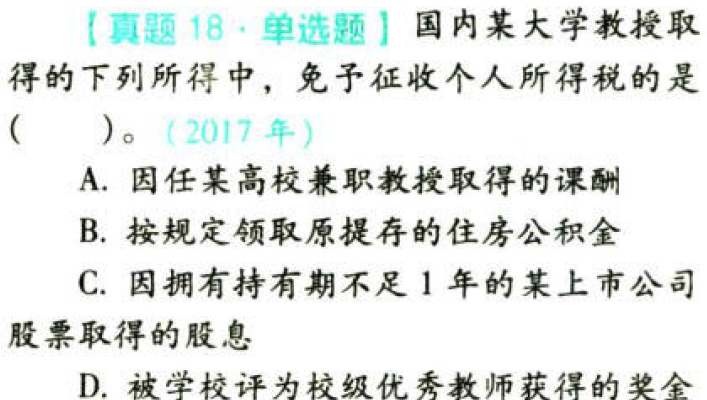 【真题 18·单选题】 国内某大学教授取
得的下列所得中，免予征收个人所得税的是
(　　)。(2017 年)
A. 因任某高校兼职教授取得的课酬
B. 按规定领取原提存的住房公积金
C. 因拥有持有期不足 1 年的某上市公司
股票取得的股息
D. 被学校评为校级优秀教师获得的奖金